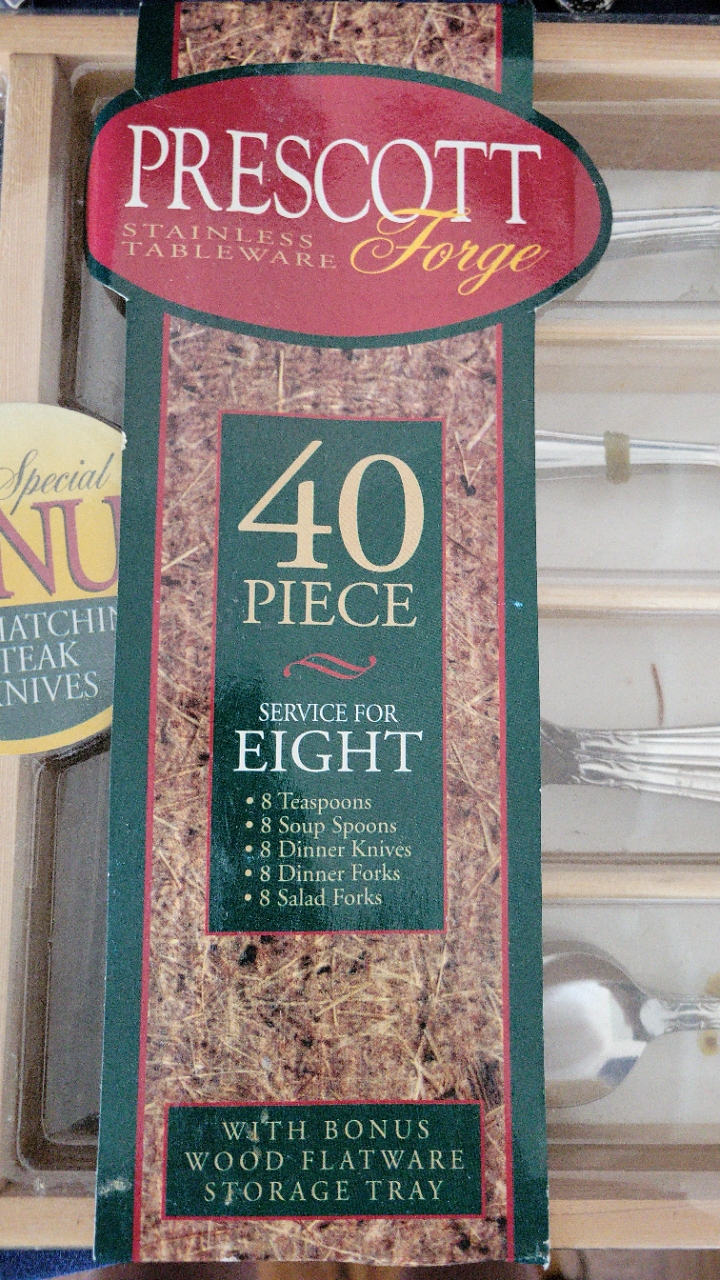 PRESCOTT
STAINLESS
TABLEWARE
Forge
Special
NU
MATCHIN
TEAK
NIVES
40
PIECE
SERVICE FOR
EIGHT
• 8 Teaspoons
• 8 Soup Spoons
• 8 Dinner Knives
• 8 Dinner Forks
• 8 Salad Forks
WITH BONUS
WOOD FLATWARE
STORAGE TRAY